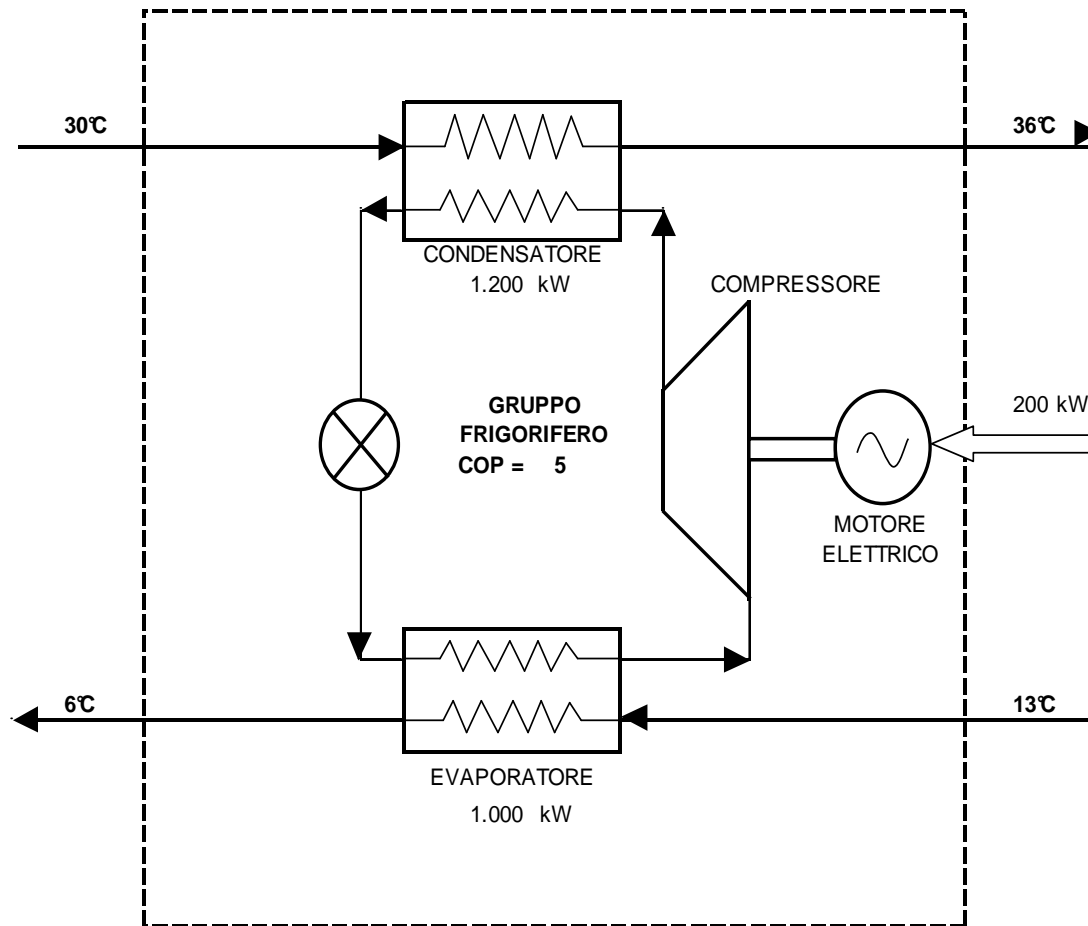 30°C
36°C
CONDENSATORE
1.200 kW
COMPRESSORE
GRUPPO
FRIGORIFERO
COP = 5
200 kW
MOTORE
ELETTRICO
6°C
13°C
EVAPORATORE
1.000 kW